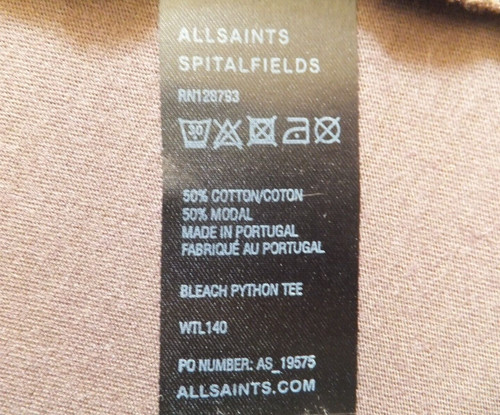 ALLSAINTS
SPITALFIELDS
RN128793
30
50% COTTON/COTON
50% MODAL
MADE IN PORTUGAL
FABRIQUÉ AU PORTUGAL
BLEACH PYTHON TEE
WTL140
PO NUMBER: AS_19575
ALLSAINTS.COM